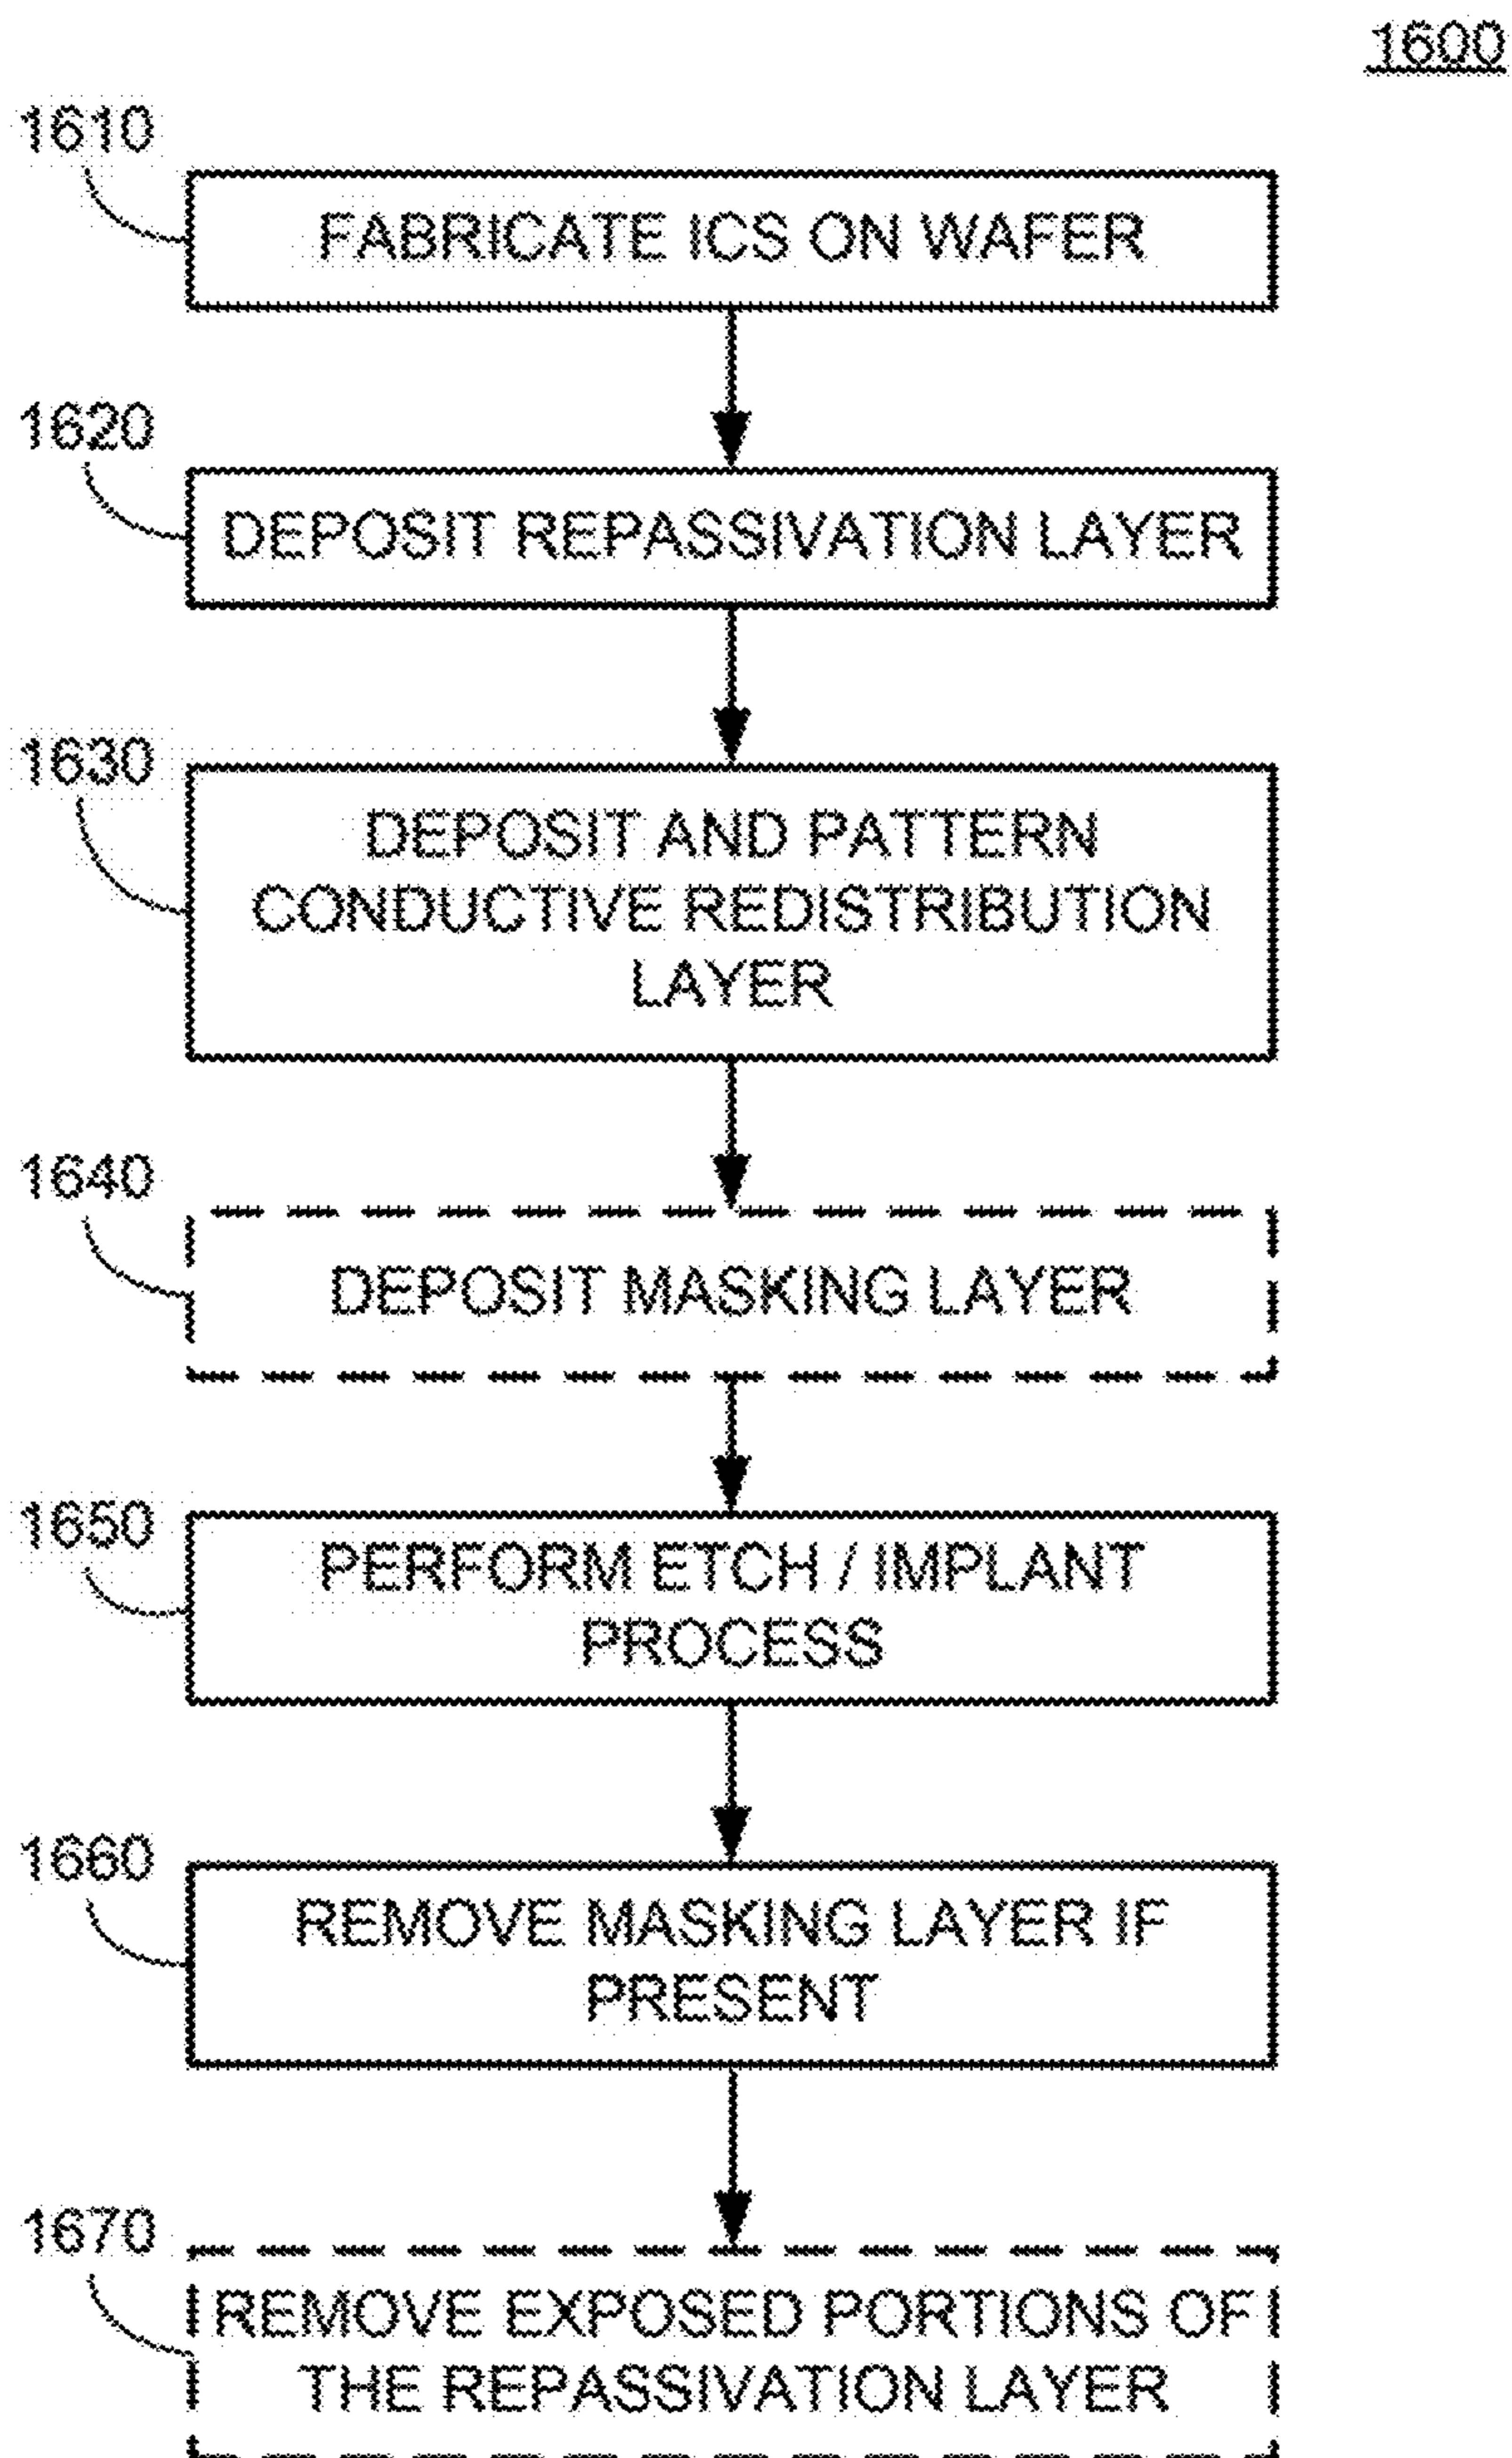 1600
1610
FABRICATE ICS ON WAFER
1620
DEPOSIT REPASSIVATION LAYER
1630
DEPOSIT AND PATTERN
CONDUCTIVE REDISTRIBUTION
LAYER
1640
DEPOSIT MASKING LAYER
1650
PERFORM ETCH / IMPLANT
PROCESS
1660
REMOVE MASKING LAYER IF
PRESENT
1670
REMOVE EXPOSED PORTIONS OF
THE REPASSIVATION LAYER